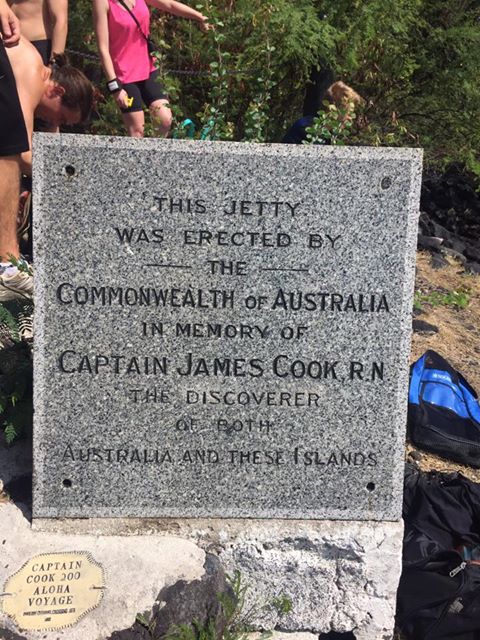 THIS JETTY
WAS ERECTED BY
THE
COMMONWEALTH OF AUSTRALIA
IN MEMORY OF
CAPTAIN JAMES COOK, R.N
THE DISCOVERER
OF BOTH
AUSTRALIA AND THESE ISLANDS
CAPTAIN
COOK 200
ALOHA
VOYAGE